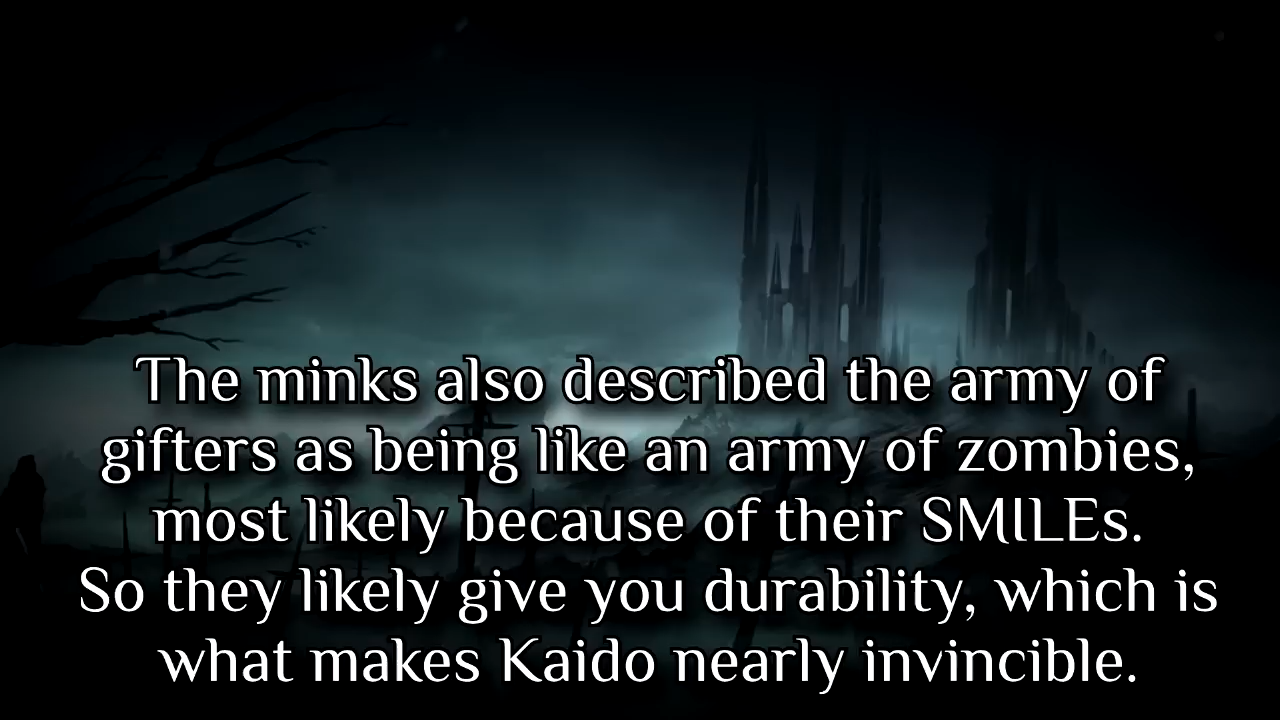 The minks also described the army of
gifters as being like an army of zombies,
most likely because of their SMILEs.
So they likely give you durability, which is
what makes Kaido nearly invincible.